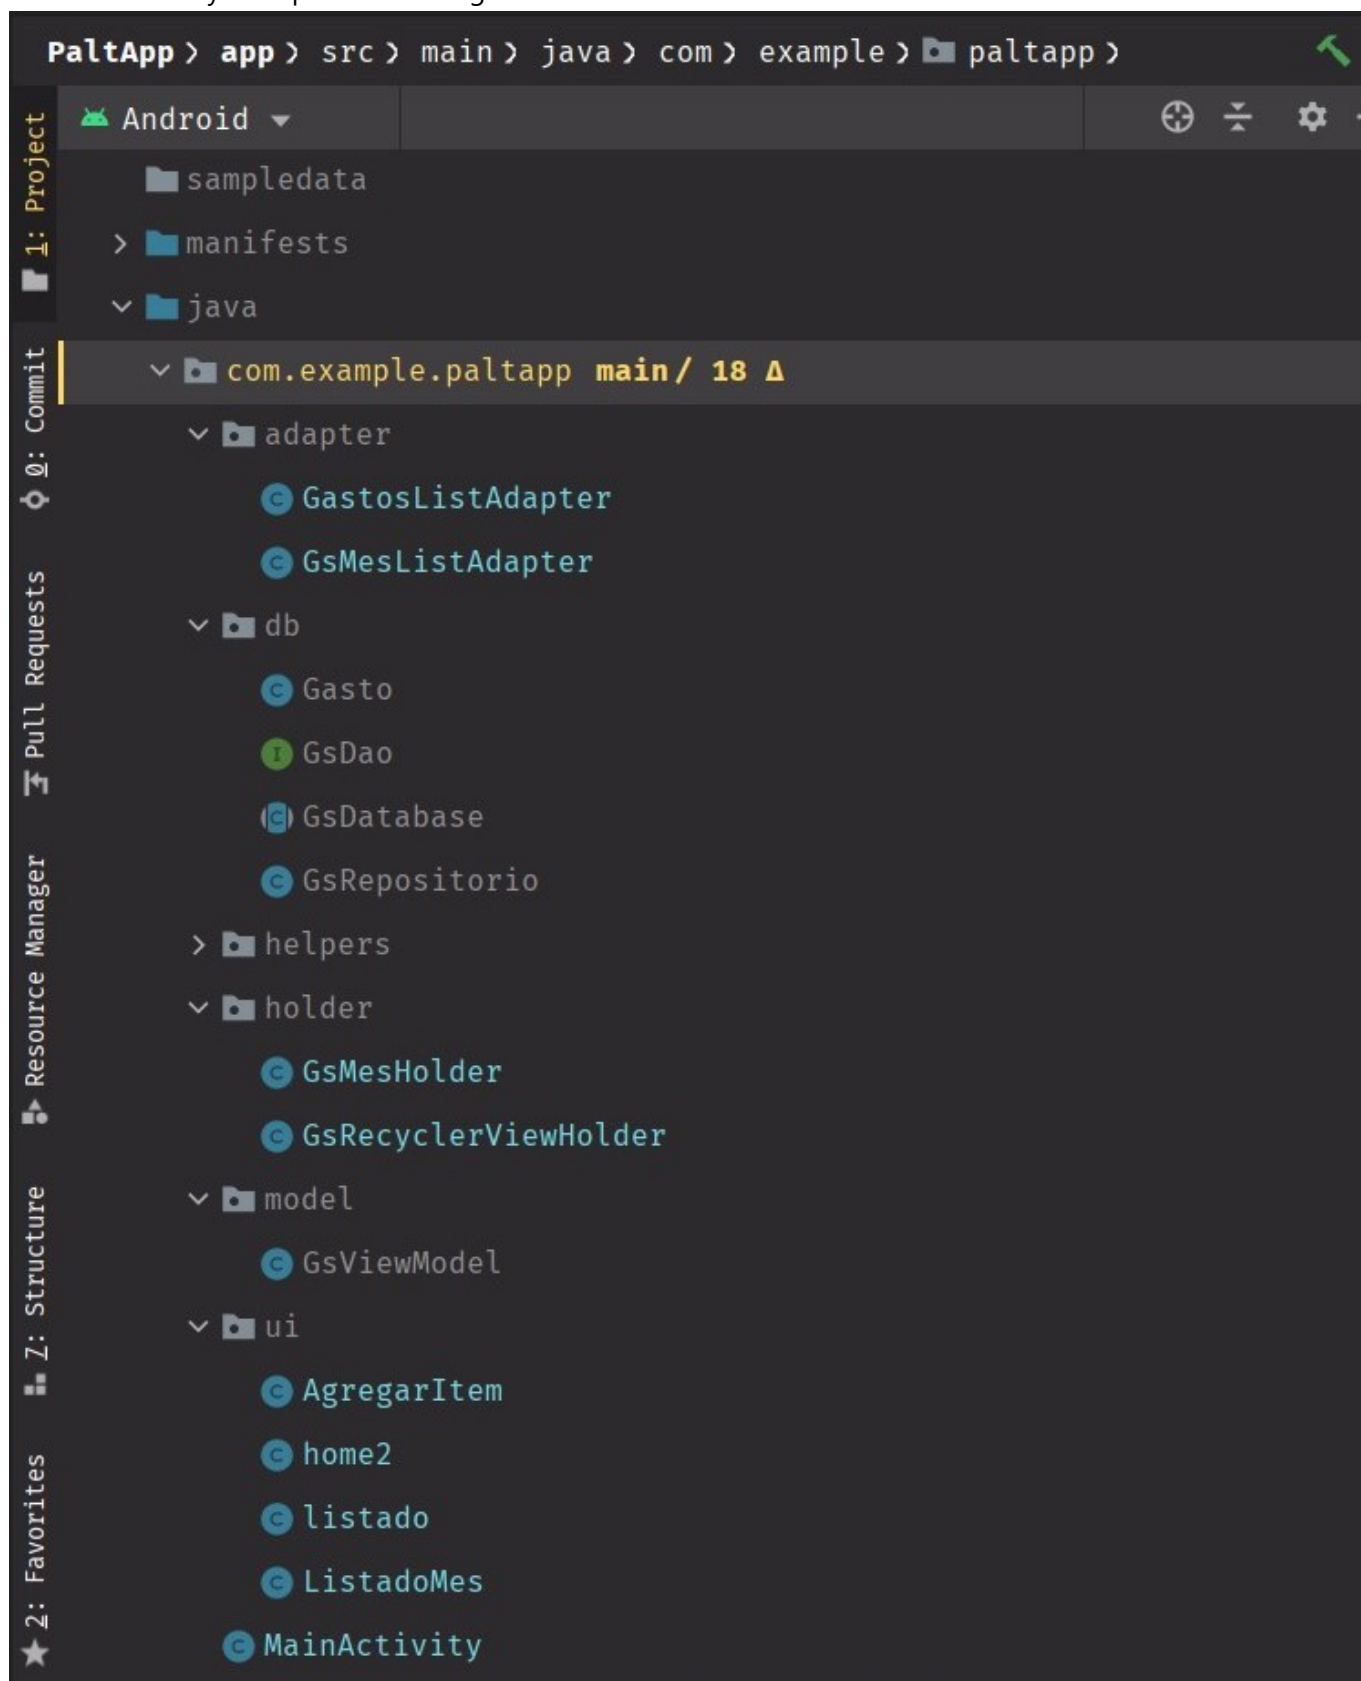 PaltApp > app > src > main > java > com > example > paltapp >
Android
sampledata
manifests
java
com.example.paltapp main / 18 Δ
adapter
GastosListAdapter
GsMesListAdapter
db
Gasto
GsDao
GsDatabase
GsRepositorio
helpers
holder
GsMesHolder
GsRecyclerViewHolder
model
GsViewModel
ui
AgregarItem
home2
listado
ListadoMes
MainActivity
1: Project
0: Commit
Pull Requests
Resource Manager
7: Structure
2: Favorites